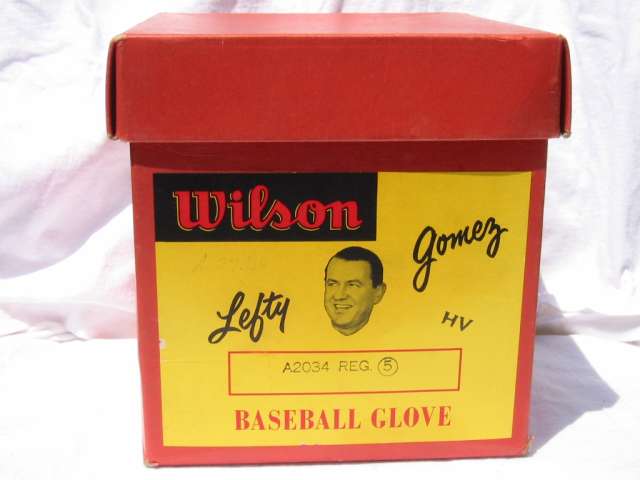 Wilson
Lefty
Gomez
HV
A2034 REG. 5
BASEBALL GLOVE